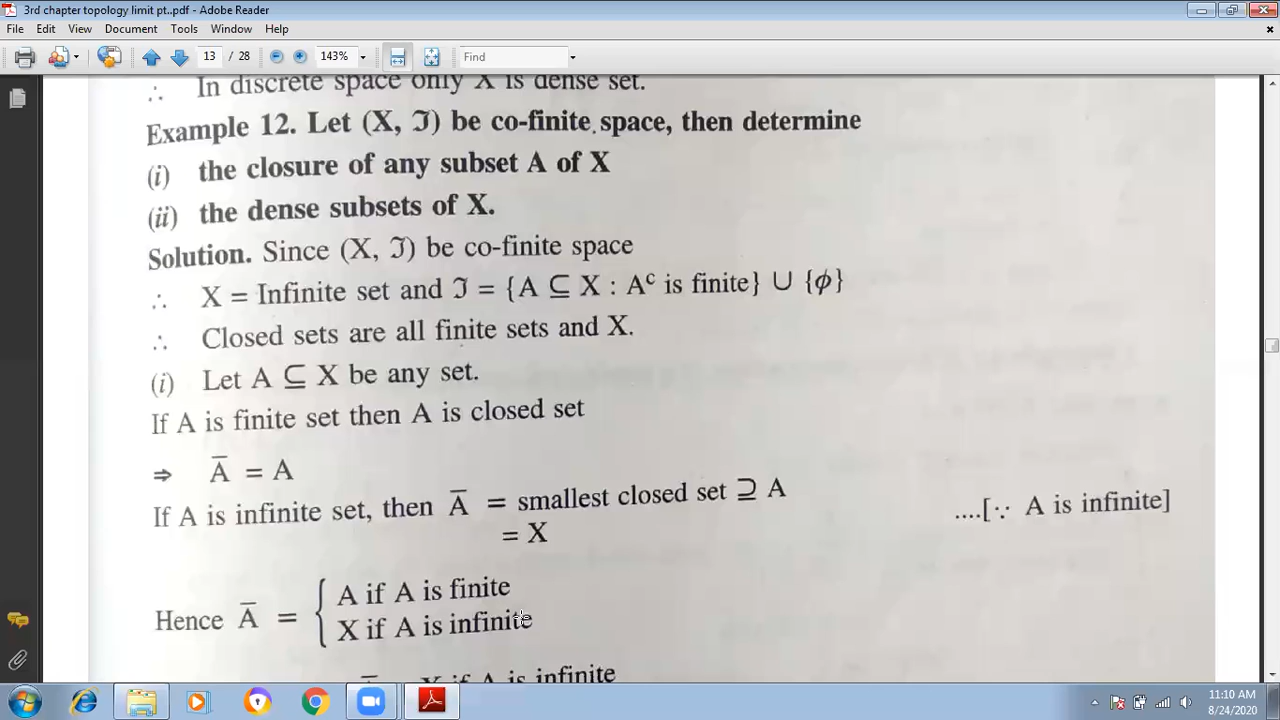 3rd chapter topology limit pt..pdf - Adobe Reader
File Edit View Document Tools Window Help
13 / 28 143% Find
∴ In discrete space only X is dense set.
Example 12. Let (X, ℑ) be co-finite space, then determine
(i) the closure of any subset A of X
(ii) the dense subsets of X.
Solution. Since (X, ℑ) be co-finite space
∴ X = Infinite set and ℑ = {A ⊆ X : Aᶜ is finite} ∪ {ϕ}
∴ Closed sets are all finite sets and X.
(i) Let A ⊆ X be any set.
If A is finite set then A is closed set
⇒ A̅ = A
If A is infinite set, then A̅ = smallest closed set ⊇ A
= X ....[∵ A is infinite]
Hence A̅ = { A if A is finite
X if A is infinite
X if A is infinite
11:10 AM
8/24/2020